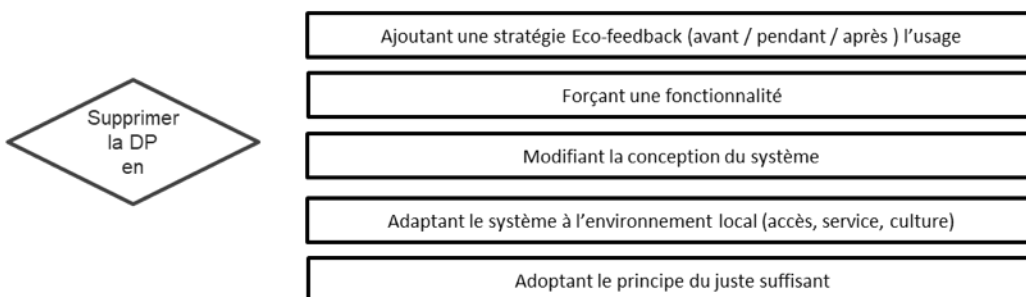 Supprimer
la DP
en
Ajoutant une stratégie Eco-feedback (avant / pendant / après ) l’usage
Forçant une fonctionnalité
Modifiant la conception du système
Adaptant le système à l’environnement local (accès, service, culture)
Adoptant le principe du juste suffisant